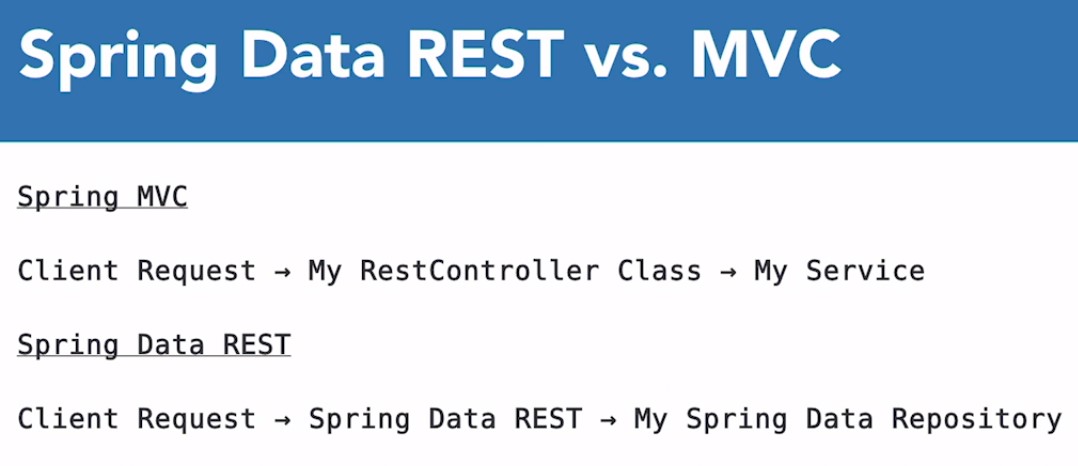 Spring Data REST vs. MVC
Spring MVC
Client Request → My RestController Class → My Service
Spring Data REST
Client Request → Spring Data REST → My Spring Data Repository